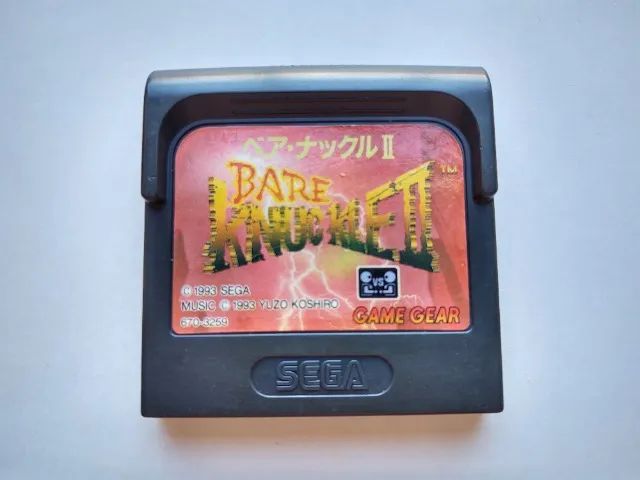 ベア・ナックルⅡ
BARE
KNUCKLE II
TM
VS
© 1993 SEGA
MUSIC © 1993 YUZO KOSHIRO
670-3259
GAME GEAR
SEGA